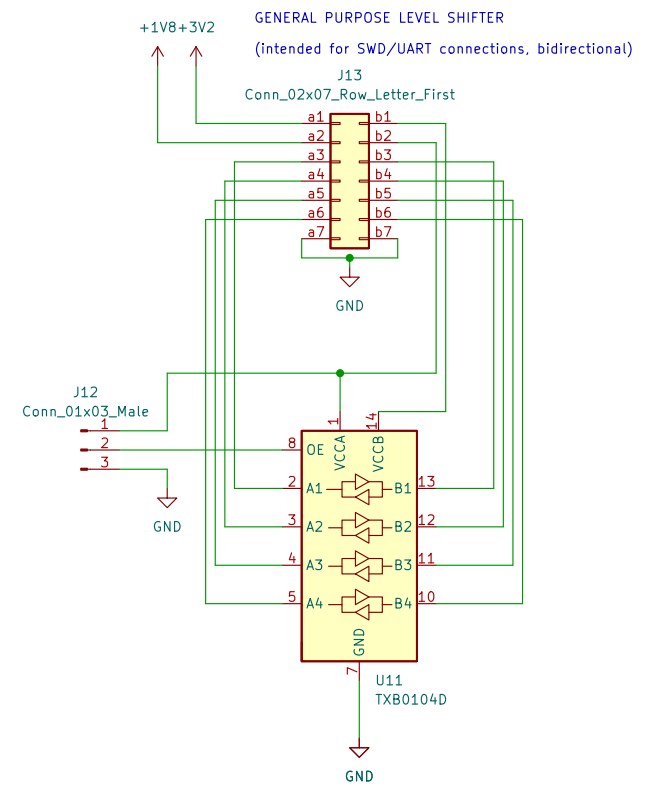 GENERAL PURPOSE LEVEL SHIFTER
+1V8+3V2
(intended for SWD/UART connections, bidirectional)
J13
Conn_02x07_Row_Letter_First
a1 b1
a2 b2
a3 b3
a4 b4
a5 b5
a6 b6
a7 b7
GND
J12
Conn_01x03_Male
1
2
3
GND
1 14
VCCA VCCB
8 OE
2 A1 B1 13
3 A2 B2 12
4 A3 B3 11
5 A4 B4 10
GND
7
U11
TXB0104D
GND